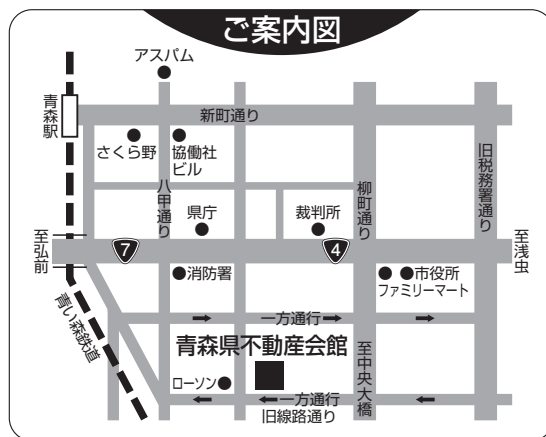 ご案内図
アスパム
青森駅
新町通り
さくら野
協働社
ビル
旧税務署通り
八甲通り
県庁
裁判所
柳町通り
至弘前
7
4
至浅虫
消防署
市役所
ファミリーマート
青い森鉄道
一方通行
青森県不動産会館
至中央大橋
ローソン
一方通行
旧線路通り